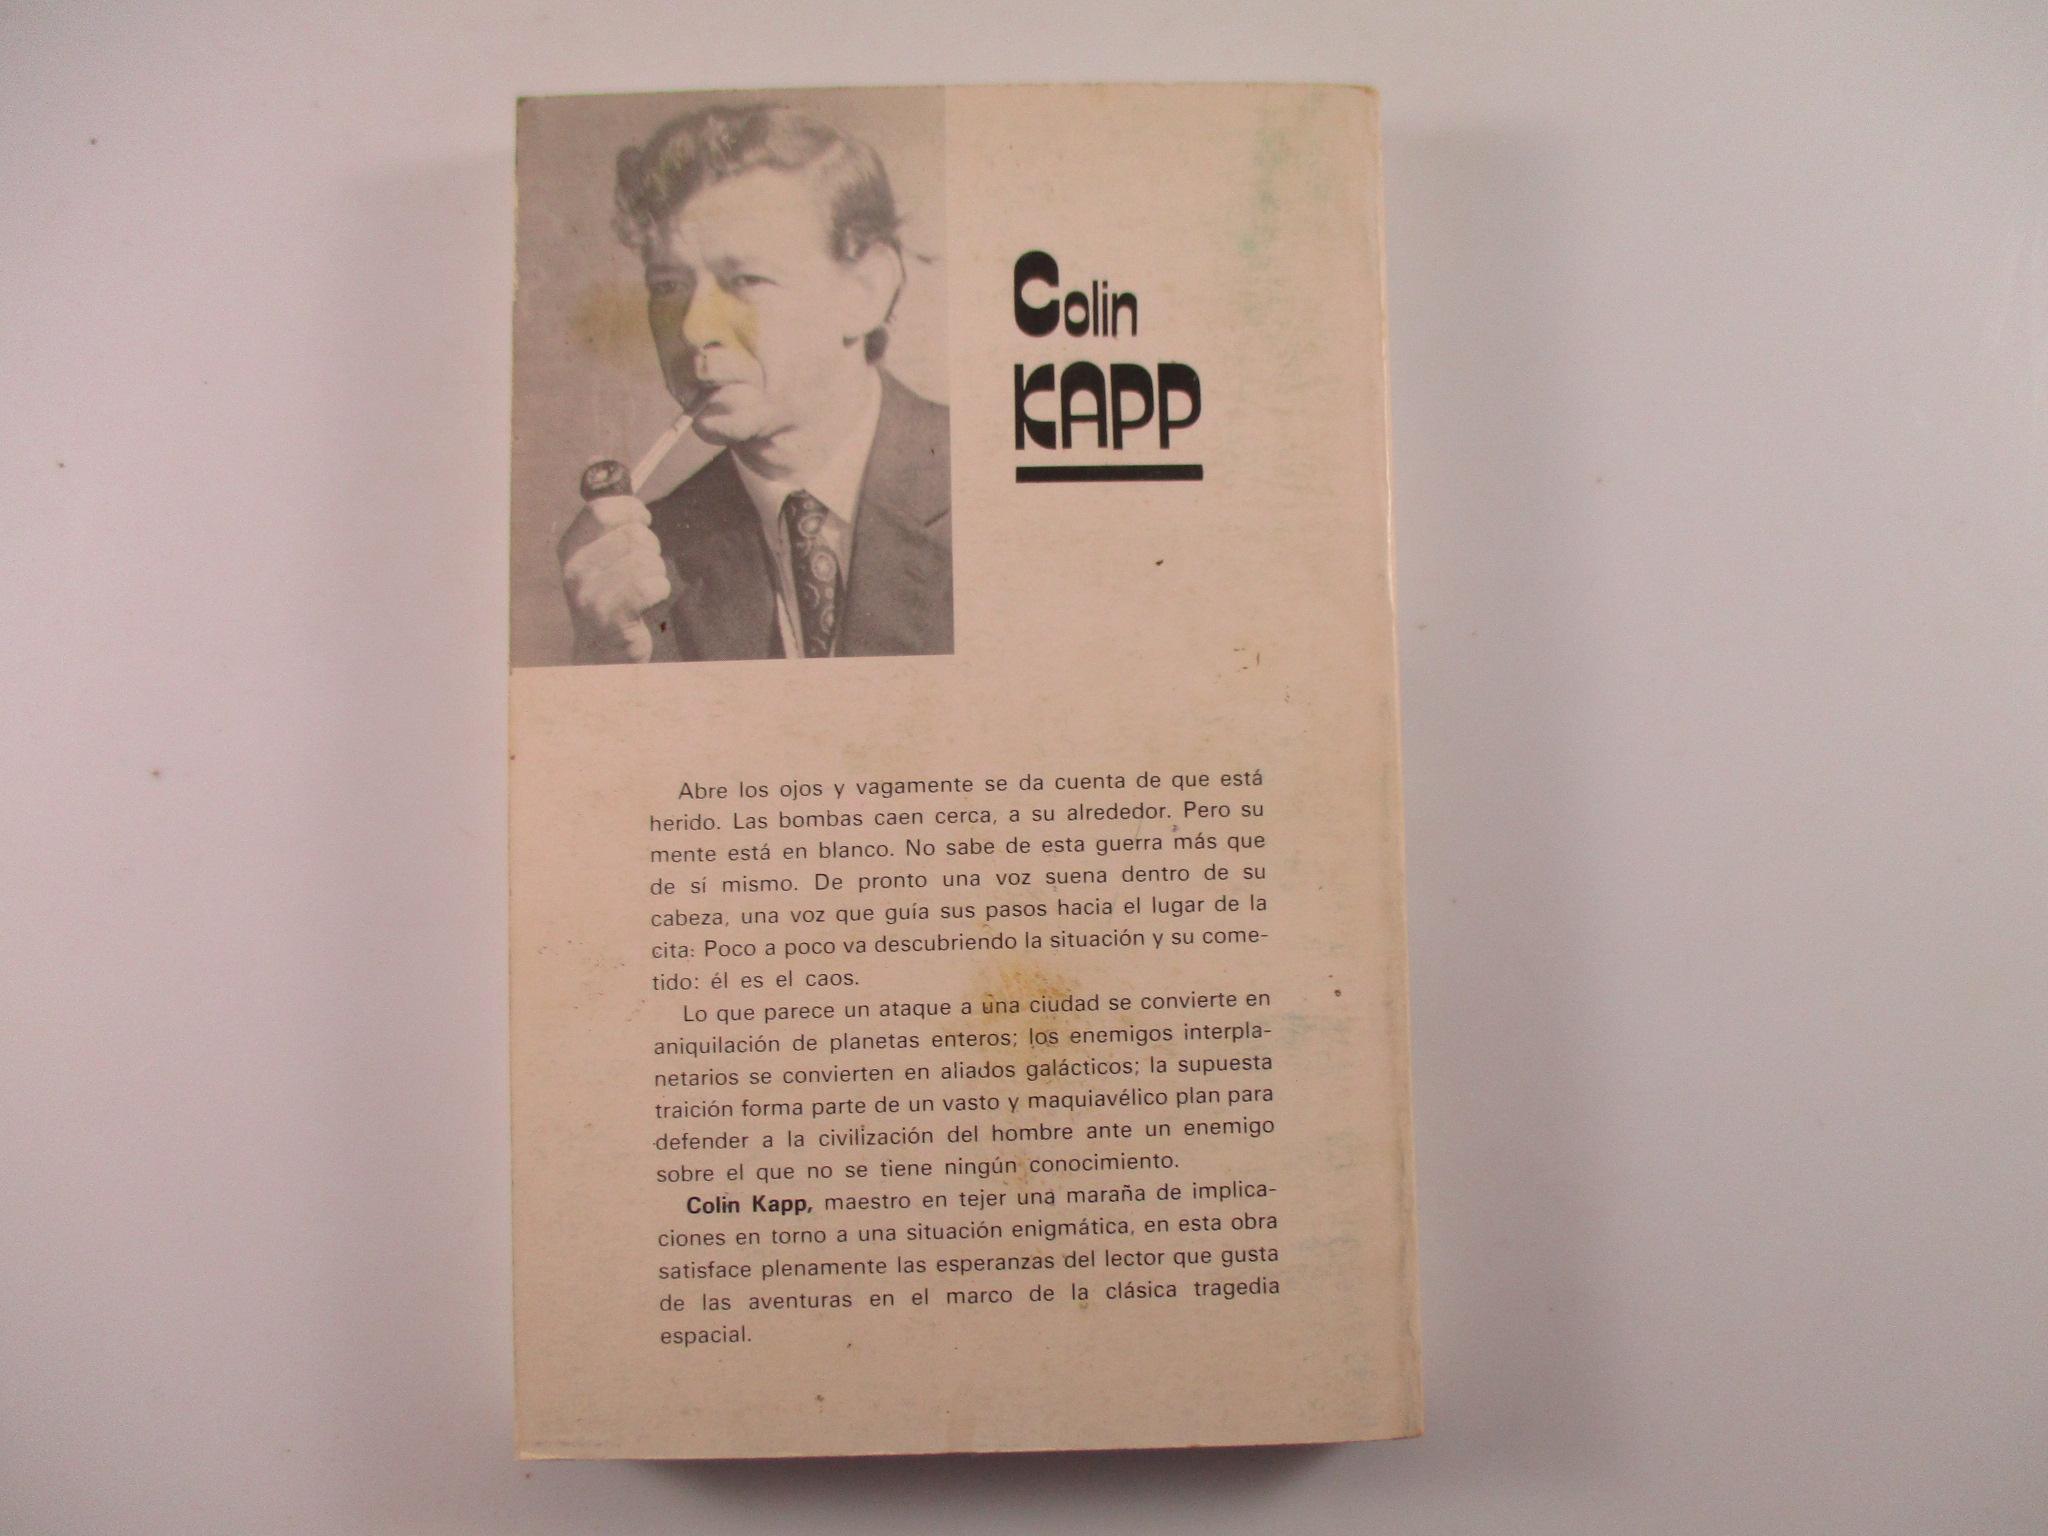 Colin
KAPP
Abre los ojos y vagamente se da cuenta de que está
herido. Las bombas caen cerca, a su alrededor. Pero su
mente está en blanco. No sabe de esta guerra más que
de sí mismo. De pronto una voz suena dentro de su
cabeza, una voz que guía sus pasos hacia el lugar de la
cita: Poco a poco va descubriendo la situación y su come-
tido: él es el caos.
Lo que parece un ataque a una ciudad se convierte en
aniquilación de planetas enteros; los enemigos interpla-
netarios se convierten en aliados galácticos; la supuesta
traición forma parte de un vasto y maquiavélico plan para
defender a la civilización del hombre ante un enemigo
sobre el que no se tiene ningún conocimiento.
Colin Kapp, maestro en tejer una maraña de implica-
ciones en torno a una situación enigmática, en esta obra
satisface plenamente las esperanzas del lector que gusta
de las aventuras en el marco de la clásica tragedia
espacial.